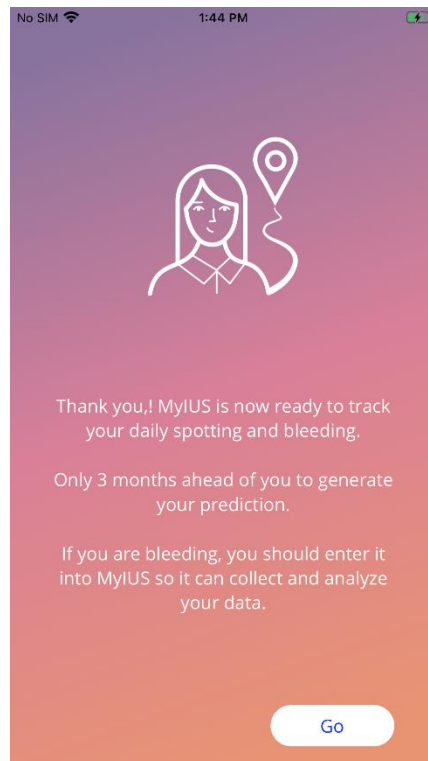 No SIM 1:44 PM
Thank you,! MyIUS is now ready to track
your daily spotting and bleeding.
Only 3 months ahead of you to generate
your prediction.
If you are bleeding, you should enter it
into MyIUS so it can collect and analyze
your data.
Go